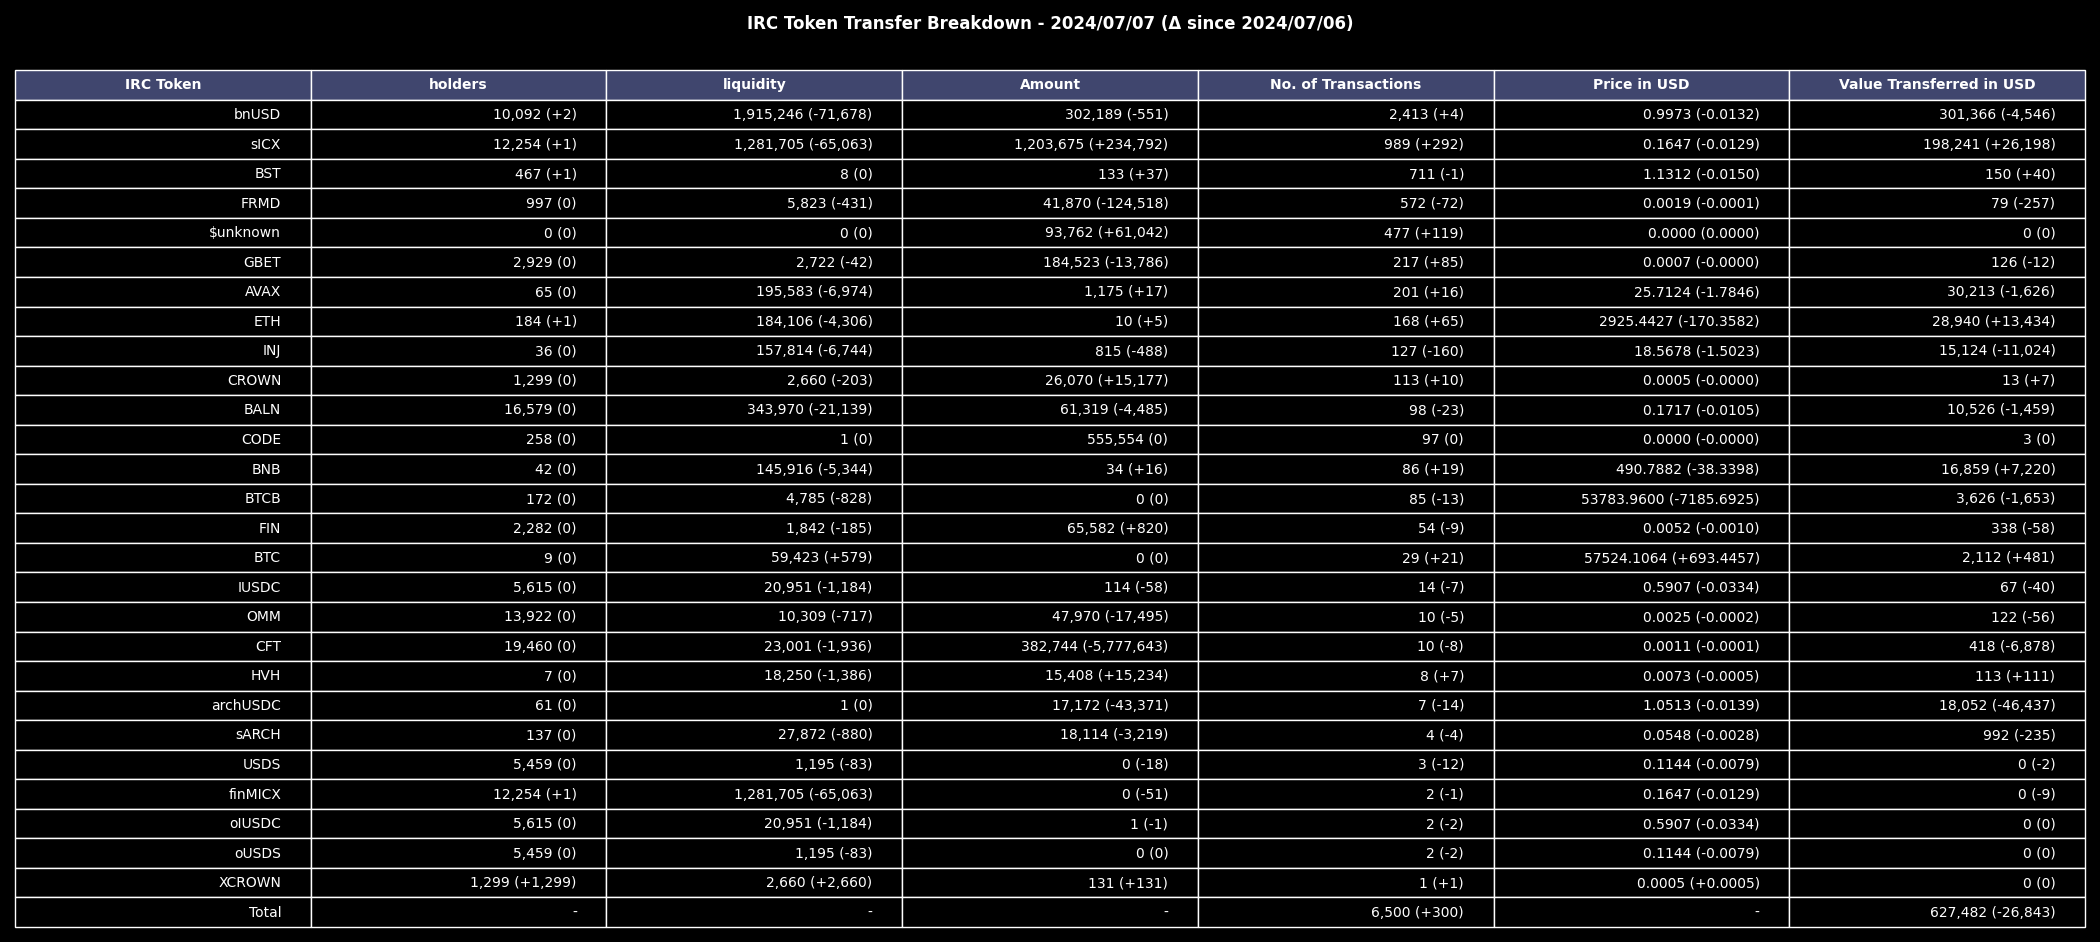 IRC Token Transfer Breakdown - 2024/07/07 (Δ since 2024/07/06)
IRC Token holders liquidity Amount No. of Transactions Price in USD Value Transferred in USD
bnUSD 10,092 (+2) 1,915,246 (-71,678) 302,189 (-551) 2,413 (+4) 0.9973 (-0.0132) 301,366 (-4,546)
sICX 12,254 (+1) 1,281,705 (-65,063) 1,203,675 (+234,792) 989 (+292) 0.1647 (-0.0129) 198,241 (+26,198)
BST 467 (+1) 8 (0) 133 (+37) 711 (-1) 1.1312 (-0.0150) 150 (+40)
FRMD 997 (0) 5,823 (-431) 41,870 (-124,518) 572 (-72) 0.0019 (-0.0001) 79 (-257)
$unknown 0 (0) 0 (0) 93,762 (+61,042) 477 (+119) 0.0000 (0.0000) 0 (0)
GBET 2,929 (0) 2,722 (-42) 184,523 (-13,786) 217 (+85) 0.0007 (-0.0000) 126 (-12)
AVAX 65 (0) 195,583 (-6,974) 1,175 (+17) 201 (+16) 25.7124 (-1.7846) 30,213 (-1,626)
ETH 184 (+1) 184,106 (-4,306) 10 (+5) 168 (+65) 2925.4427 (-170.3582) 28,940 (+13,434)
INJ 36 (0) 157,814 (-6,744) 815 (-488) 127 (-160) 18.5678 (-1.5023) 15,124 (-11,024)
CROWN 1,299 (0) 2,660 (-203) 26,070 (+15,177) 113 (+10) 0.0005 (-0.0000) 13 (+7)
BALN 16,579 (0) 343,970 (-21,139) 61,319 (-4,485) 98 (-23) 0.1717 (-0.0105) 10,526 (-1,459)
CODE 258 (0) 1 (0) 555,554 (0) 97 (0) 0.0000 (-0.0000) 3 (0)
BNB 42 (0) 145,916 (-5,344) 34 (+16) 86 (+19) 490.7882 (-38.3398) 16,859 (+7,220)
BTCB 172 (0) 4,785 (-828) 0 (0) 85 (-13) 53783.9600 (-7185.6925) 3,626 (-1,653)
FIN 2,282 (0) 1,842 (-185) 65,582 (+820) 54 (-9) 0.0052 (-0.0010) 338 (-58)
BTC 9 (0) 59,423 (+579) 0 (0) 29 (+21) 57524.1064 (+693.4457) 2,112 (+481)
IUSDC 5,615 (0) 20,951 (-1,184) 114 (-58) 14 (-7) 0.5907 (-0.0334) 67 (-40)
OMM 13,922 (0) 10,309 (-717) 47,970 (-17,495) 10 (-5) 0.0025 (-0.0002) 122 (-56)
CFT 19,460 (0) 23,001 (-1,936) 382,744 (-5,777,643) 10 (-8) 0.0011 (-0.0001) 418 (-6,878)
HVH 7 (0) 18,250 (-1,386) 15,408 (+15,234) 8 (+7) 0.0073 (-0.0005) 113 (+111)
archUSDC 61 (0) 1 (0) 17,172 (-43,371) 7 (-14) 1.0513 (-0.0139) 18,052 (-46,437)
sARCH 137 (0) 27,872 (-880) 18,114 (-3,219) 4 (-4) 0.0548 (-0.0028) 992 (-235)
USDS 5,459 (0) 1,195 (-83) 0 (-18) 3 (-12) 0.1144 (-0.0079) 0 (-2)
finMICX 12,254 (+1) 1,281,705 (-65,063) 0 (-51) 2 (-1) 0.1647 (-0.0129) 0 (-9)
oIUSDC 5,615 (0) 20,951 (-1,184) 1 (-1) 2 (-2) 0.5907 (-0.0334) 0 (0)
oUSDS 5,459 (0) 1,195 (-83) 0 (0) 2 (-2) 0.1144 (-0.0079) 0 (0)
XCROWN 1,299 (+1,299) 2,660 (+2,660) 131 (+131) 1 (+1) 0.0005 (+0.0005) 0 (0)
Total - - - 6,500 (+300) - 627,482 (-26,843)